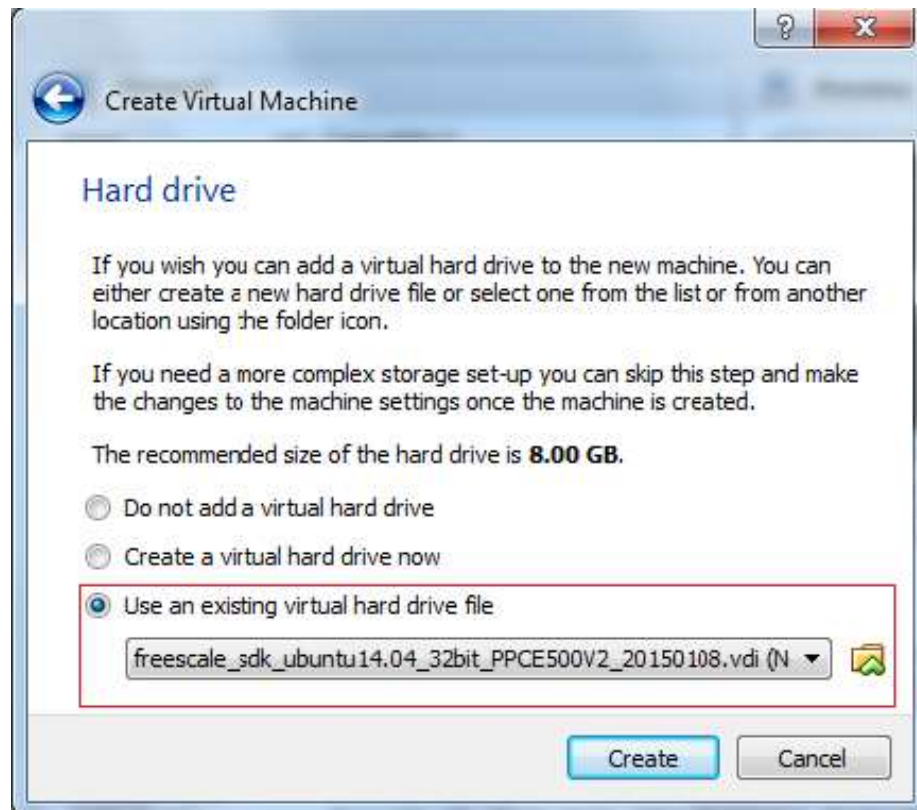 Create Virtual Machine
Hard drive
If you wish you can add a virtual hard drive to the new machine. You can
either create a new hard drive file or select one from the list or from another
location using the folder icon.
If you need a more complex storage set-up you can skip this step and make
the changes to the machine settings once the machine is created.
The recommended size of the hard drive is 8.00 GB.
Do not add a virtual hard drive
Create a virtual hard drive now
Use an existing virtual hard drive file
freescale_sdk_ubuntu14.04_32bit_PPCE500V2_20150108.vdi (N
Create
Cancel